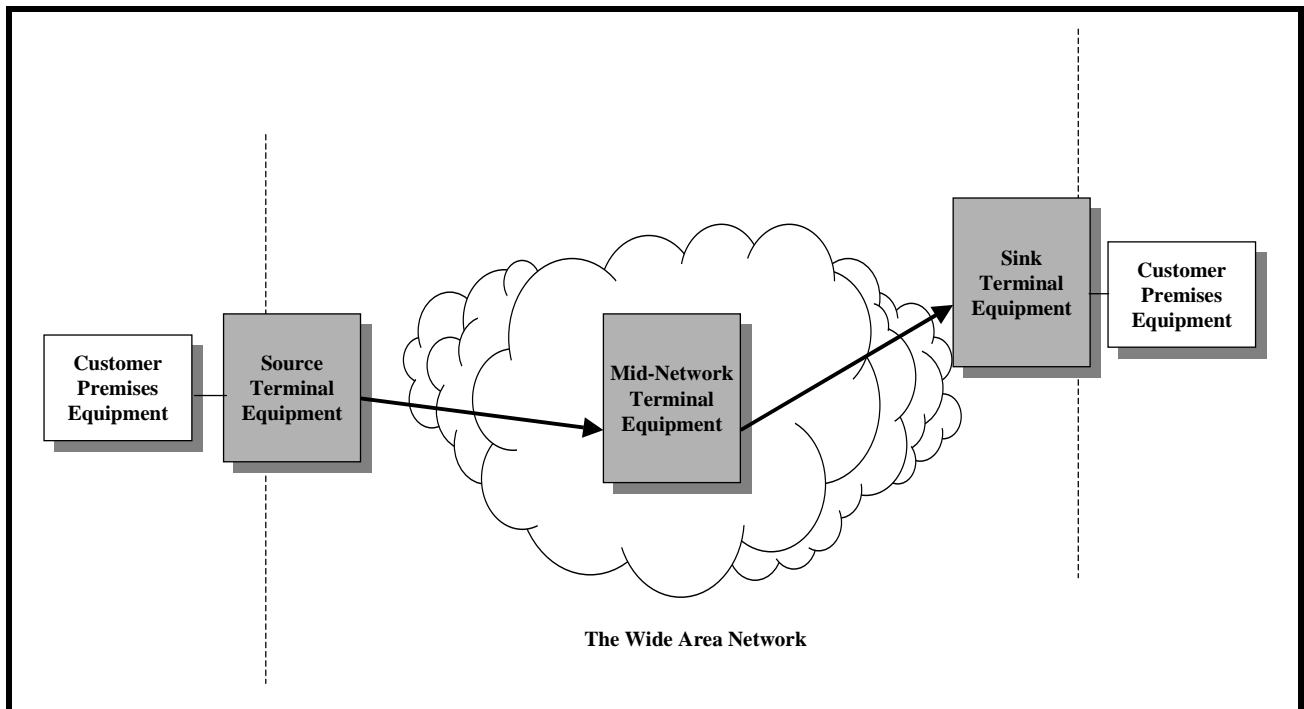 Customer
Premises
Equipment
Source
Terminal
Equipment
Mid-Network
Terminal
Equipment
Sink
Terminal
Equipment
Customer
Premises
Equipment
The Wide Area Network